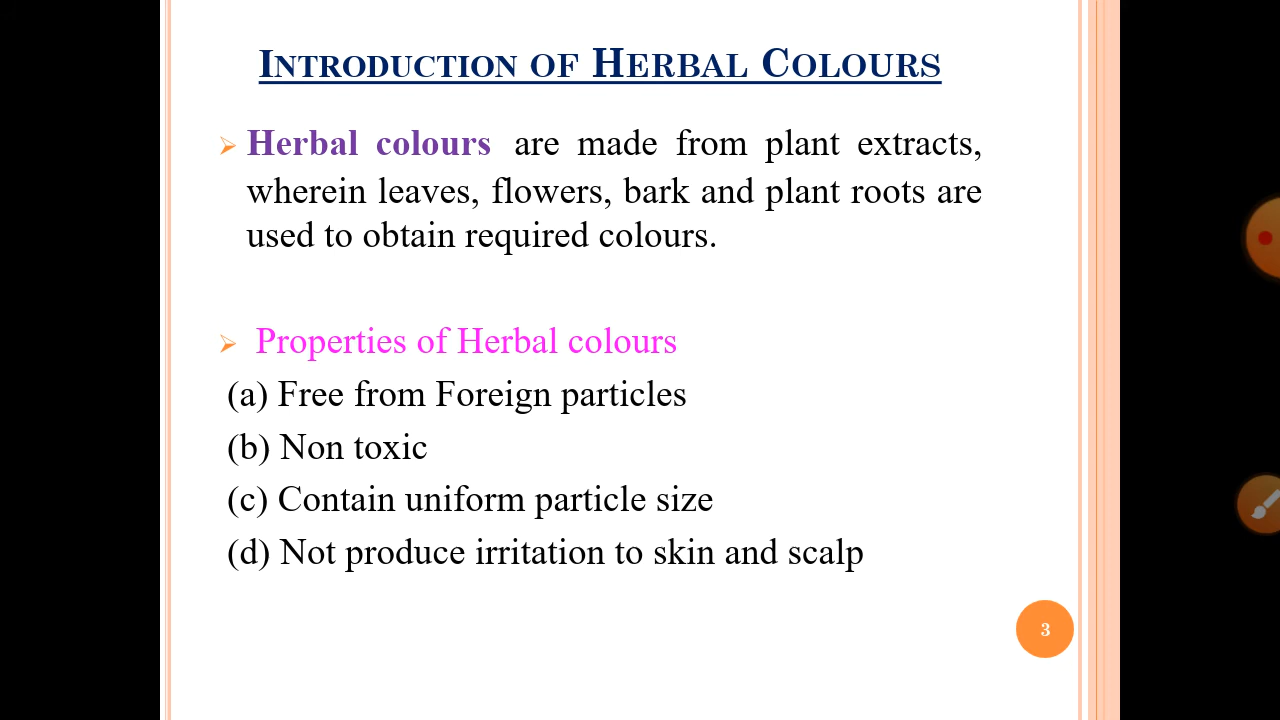 Introduction of Herbal Colours
Herbal colours are made from plant extracts,
wherein leaves, flowers, bark and plant roots are
used to obtain required colours.
Properties of Herbal colours
(a) Free from Foreign particles
(b) Non toxic
(c) Contain uniform particle size
(d) Not produce irritation to skin and scalp
3